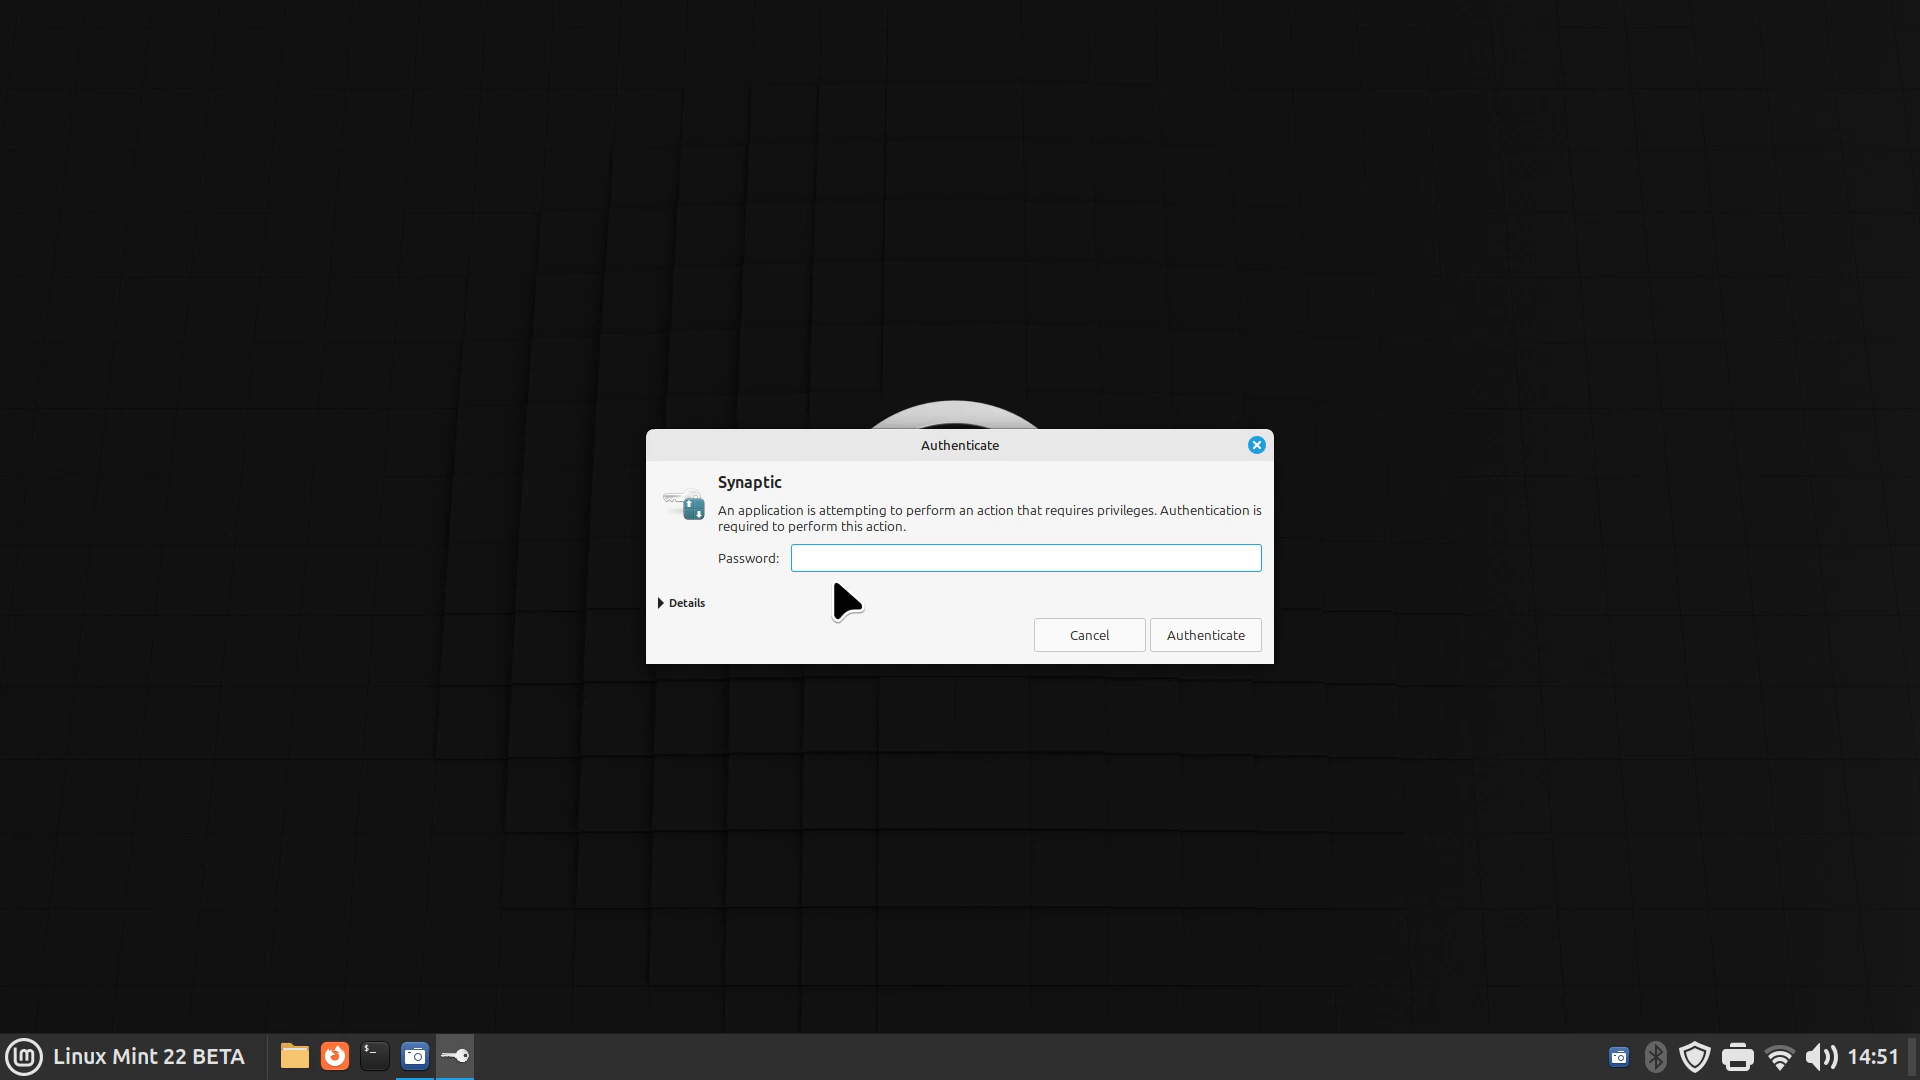 Authenticate
Synaptic
An application is attempting to perform an action that requires privileges. Authentication is
required to perform this action.
Password:
Details
Cancel
Authenticate
Linux Mint 22 BETA
$_
14:51